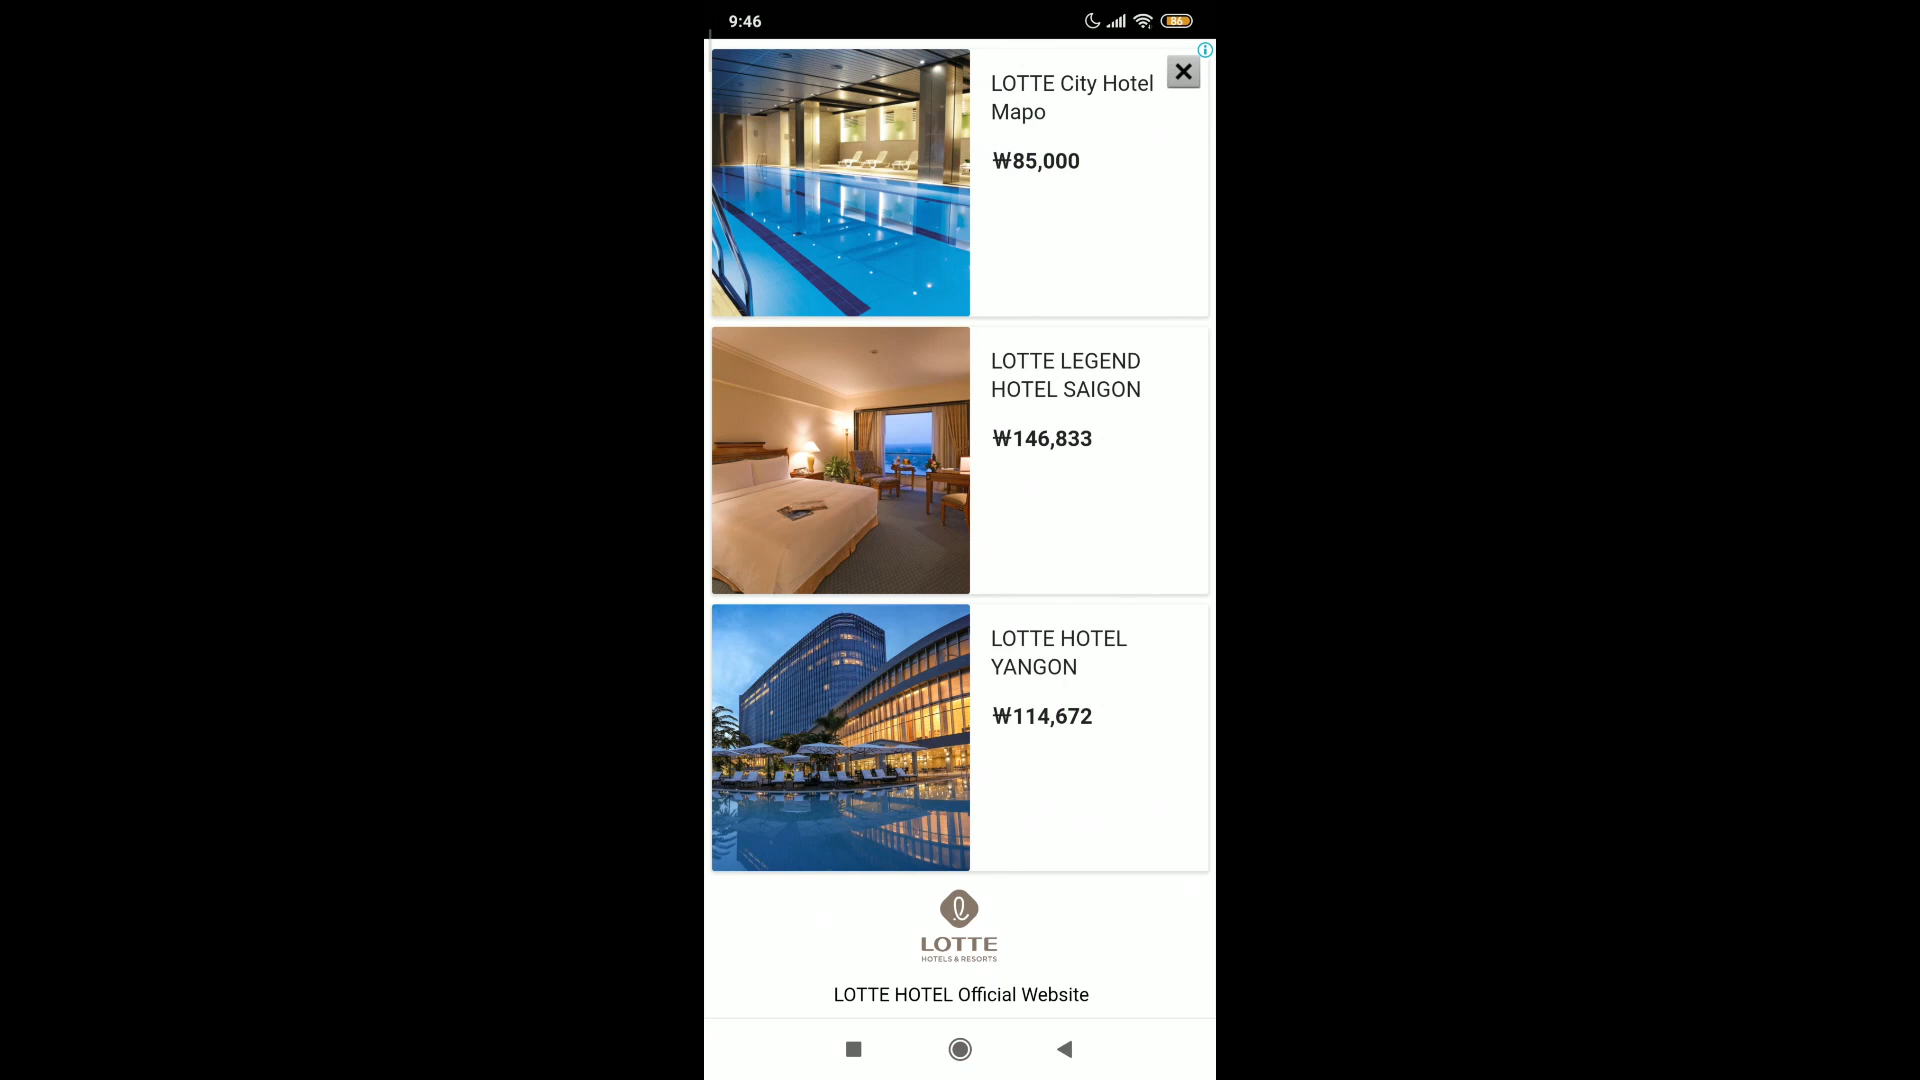 9:46
86
LOTTE City Hotel
Mapo
₩85,000
LOTTE LEGEND
HOTEL SAIGON
₩146,833
LOTTE HOTEL
YANGON
₩114,672
LOTTE
HOTELS & RESORTS
LOTTE HOTEL Official Website